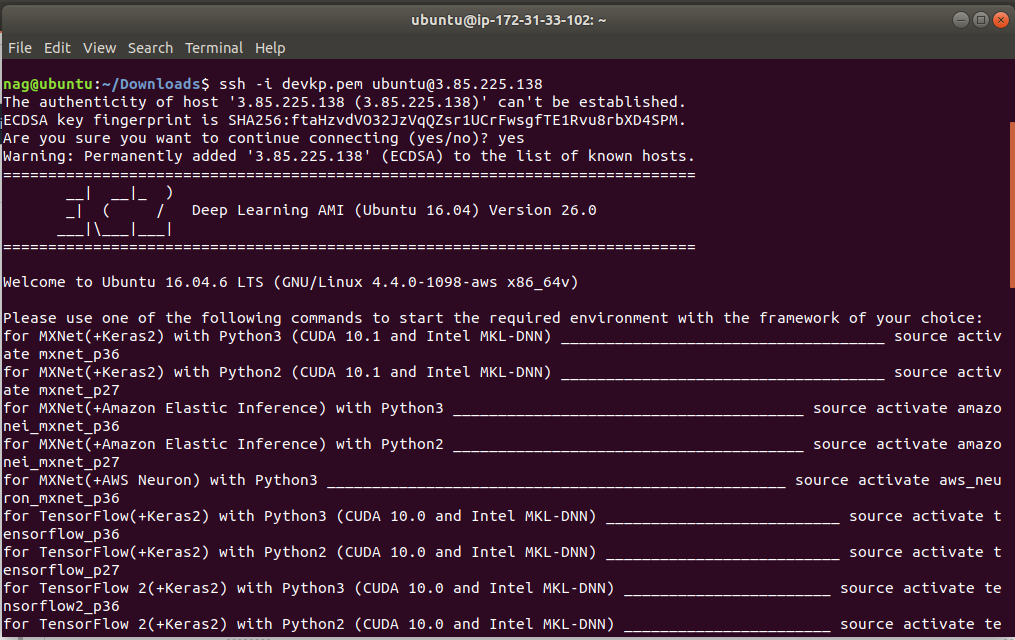 ubuntu@ip-172-31-33-102: ~
File Edit View Search Terminal Help
nag@ubuntu:~/Downloads$ ssh -i devkp.pem ubuntu@3.85.225.138
The authenticity of host '3.85.225.138 (3.85.225.138)' can't be established.
ECDSA key fingerprint is SHA256:ftaHzvdVO32JzVqQZsr1UCrFwsgfTE1Rvu8rbXD4SPM.
Are you sure you want to continue connecting (yes/no)? yes
Warning: Permanently added '3.85.225.138' (ECDSA) to the list of known hosts.
=============================================================================
       __|  __|_  )
       _|  (     /   Deep Learning AMI (Ubuntu 16.04) Version 26.0
      ___|\___|___|
=============================================================================
Welcome to Ubuntu 16.04.6 LTS (GNU/Linux 4.4.0-1098-aws x86_64v)
Please use one of the following commands to start the required environment with the framework of your choice:
for MXNet(+Keras2) with Python3 (CUDA 10.1 and Intel MKL-DNN) ____________________________________ source activ
ate mxnet_p36
for MXNet(+Keras2) with Python2 (CUDA 10.1 and Intel MKL-DNN) ____________________________________ source activ
ate mxnet_p27
for MXNet(+Amazon Elastic Inference) with Python3 _______________________________________ source activate amazo
nei_mxnet_p36
for MXNet(+Amazon Elastic Inference) with Python2 _______________________________________ source activate amazo
nei_mxnet_p27
for MXNet(+AWS Neuron) with Python3 ___________________________________________________ source activate aws_neu
ron_mxnet_p36
for TensorFlow(+Keras2) with Python3 (CUDA 10.0 and Intel MKL-DNN) __________________________ source activate t
ensorflow_p36
for TensorFlow(+Keras2) with Python2 (CUDA 10.0 and Intel MKL-DNN) __________________________ source activate t
ensorflow_p27
for TensorFlow 2(+Keras2) with Python3 (CUDA 10.0 and Intel MKL-DNN) _______________________ source activate te
nsorflow2_p36
for TensorFlow 2(+Keras2) with Python2 (CUDA 10.0 and Intel MKL-DNN) _______________________ source activate te